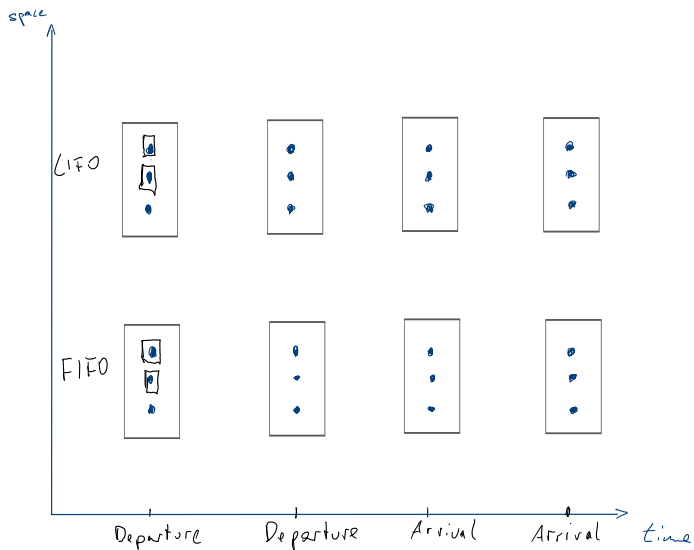 space
LIFO
FIFO
Departure
Departure
Arrival
Arrival
time